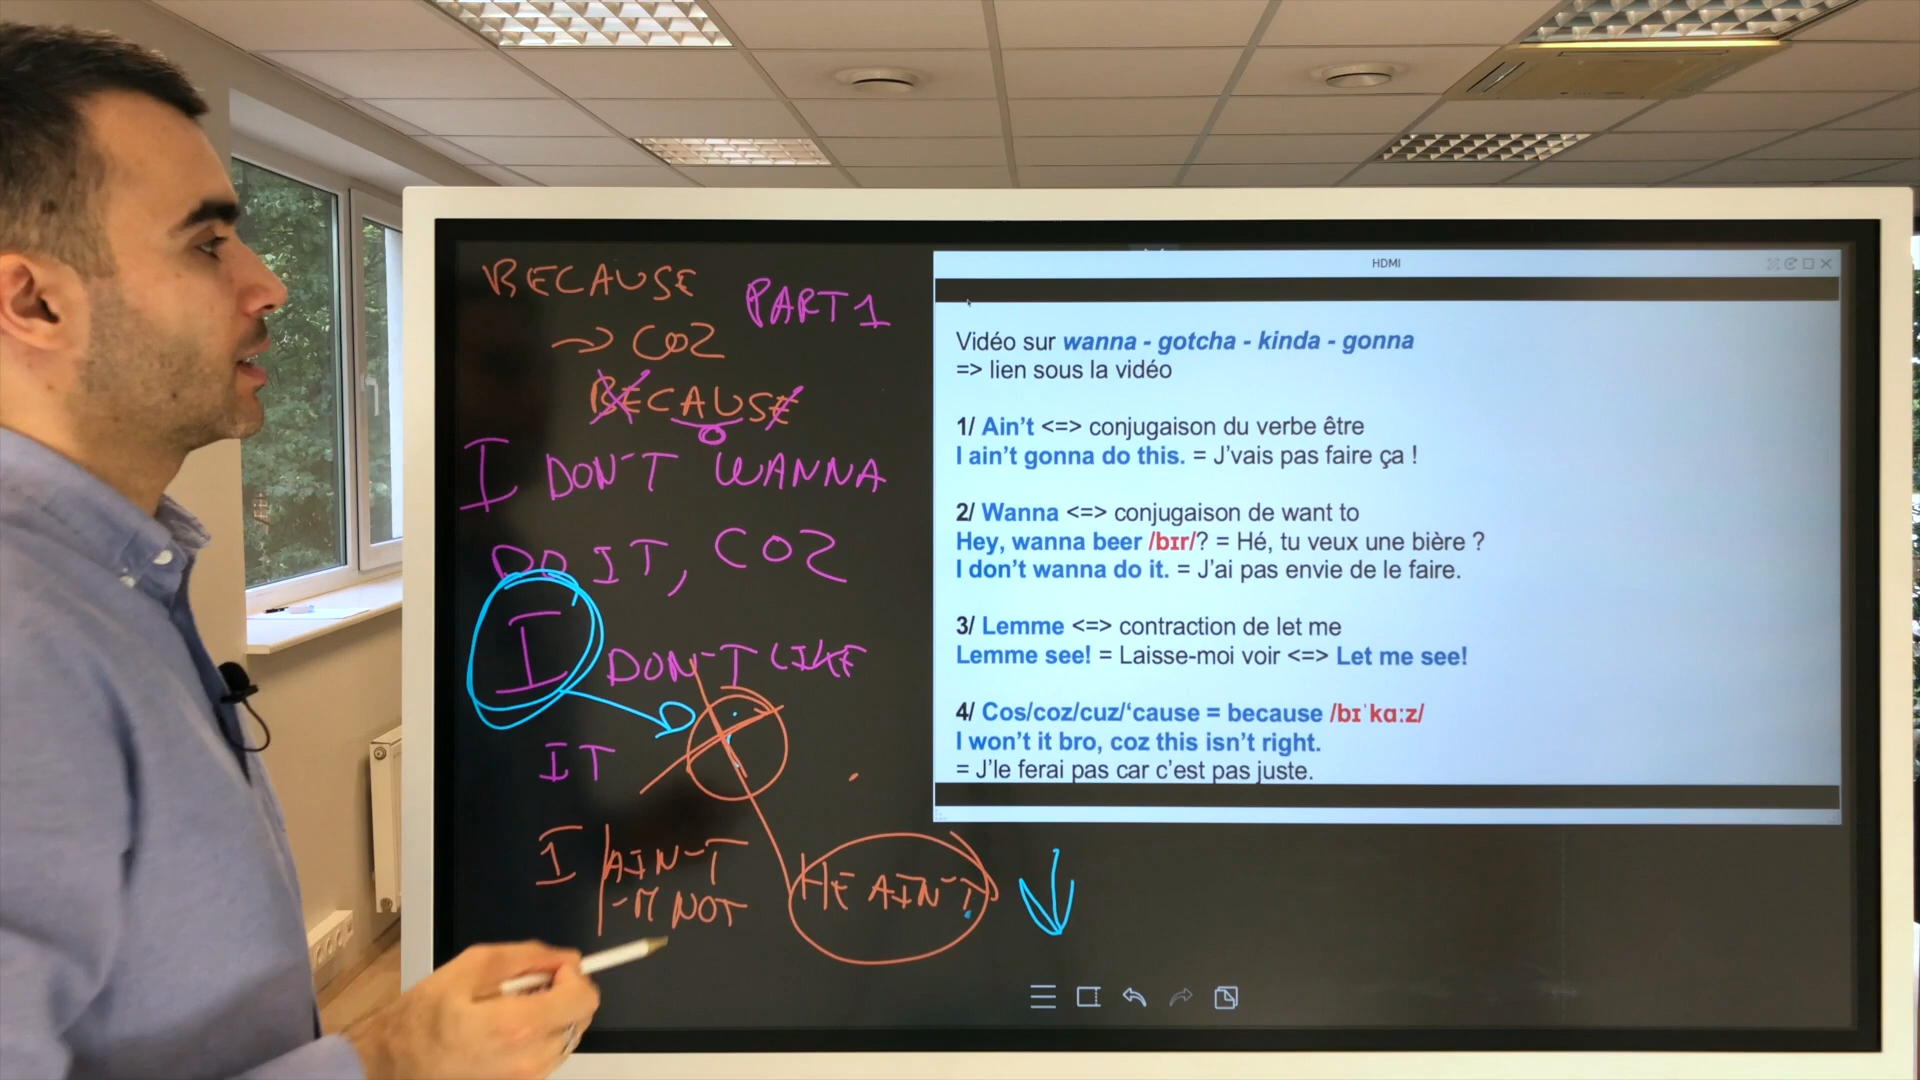 BECAUSE
PART 1
→ COZ
BECAUSE
I DON'T WANNA
DO IT, COZ
I DON'T LIKE
IT
I AIN'T
'M NOT
HE AIN'T
HDMI
Vidéo sur wanna - gotcha - kinda - gonna
=> lien sous la vidéo
1/ Ain't <=> conjugaison du verbe être
I ain't gonna do this. = J'vais pas faire ça !
2/ Wanna <=> conjugaison de want to
Hey, wanna beer /bɪr/? = Hé, tu veux une bière ?
I don't wanna do it. = J'ai pas envie de le faire.
3/ Lemme <=> contraction de let me
Lemme see! = Laisse-moi voir <=> Let me see!
4/ Cos/coz/cuz/'cause = because /bɪˈkɑːz/
I won't it bro, coz this isn't right.
= J'le ferai pas car c'est pas juste.